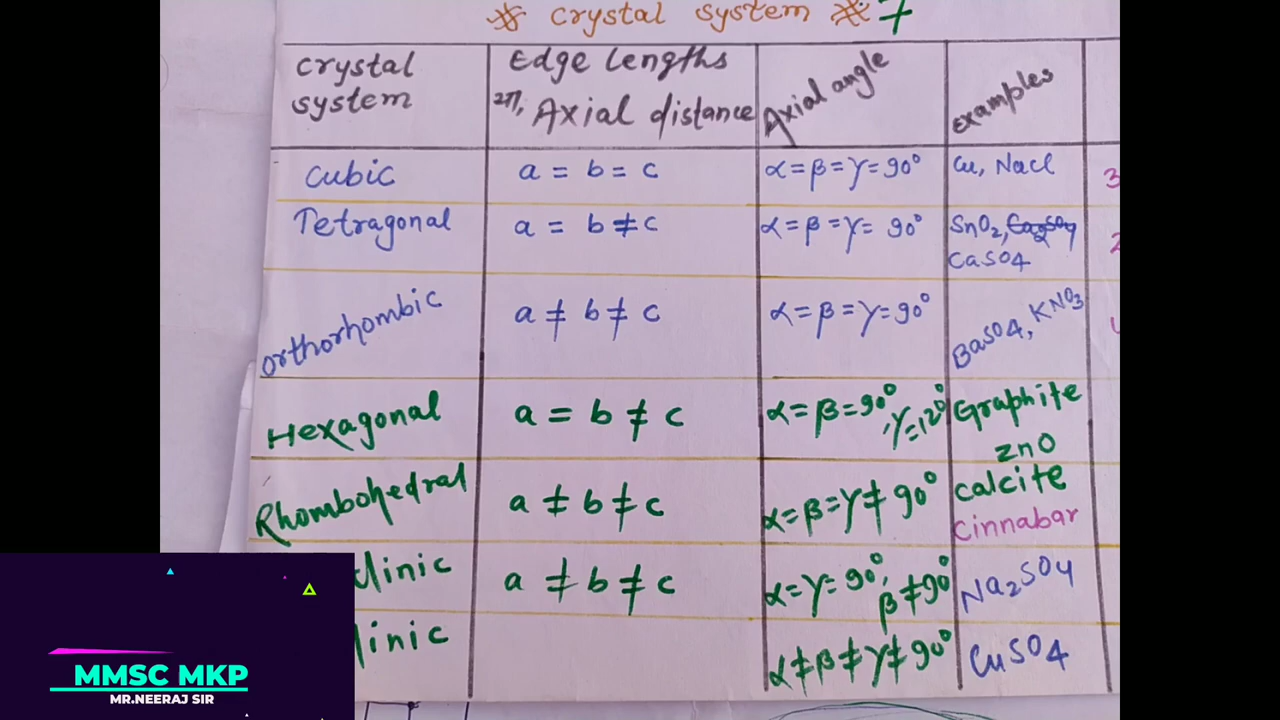 # crystal system # 7
crystal system
Edge lengths
Axial distance
Axial angle
examples
cubic a = b = c α=β=γ=90° Cu, Nacl 3
Tetragonal a = b ≠ c α=β=γ= 90° SnO2,
CaSO4 2
orthorhombic a ≠ b ≠ c α=β=γ=90° BaSO4, KNO3
Hexagonal a = b ≠ c α=β=90°, γ=120° Graphite
ZnO
Rhombohedral a ≠ b ≠ c α=β=γ≠ 90° calcite
cinnabar
clinic a ≠ b ≠ c α=γ=90°, β≠90° Na2SO4
linic α≠β≠γ≠90° CuSO4
MMSC MKP
MR.NEERAJ SIR